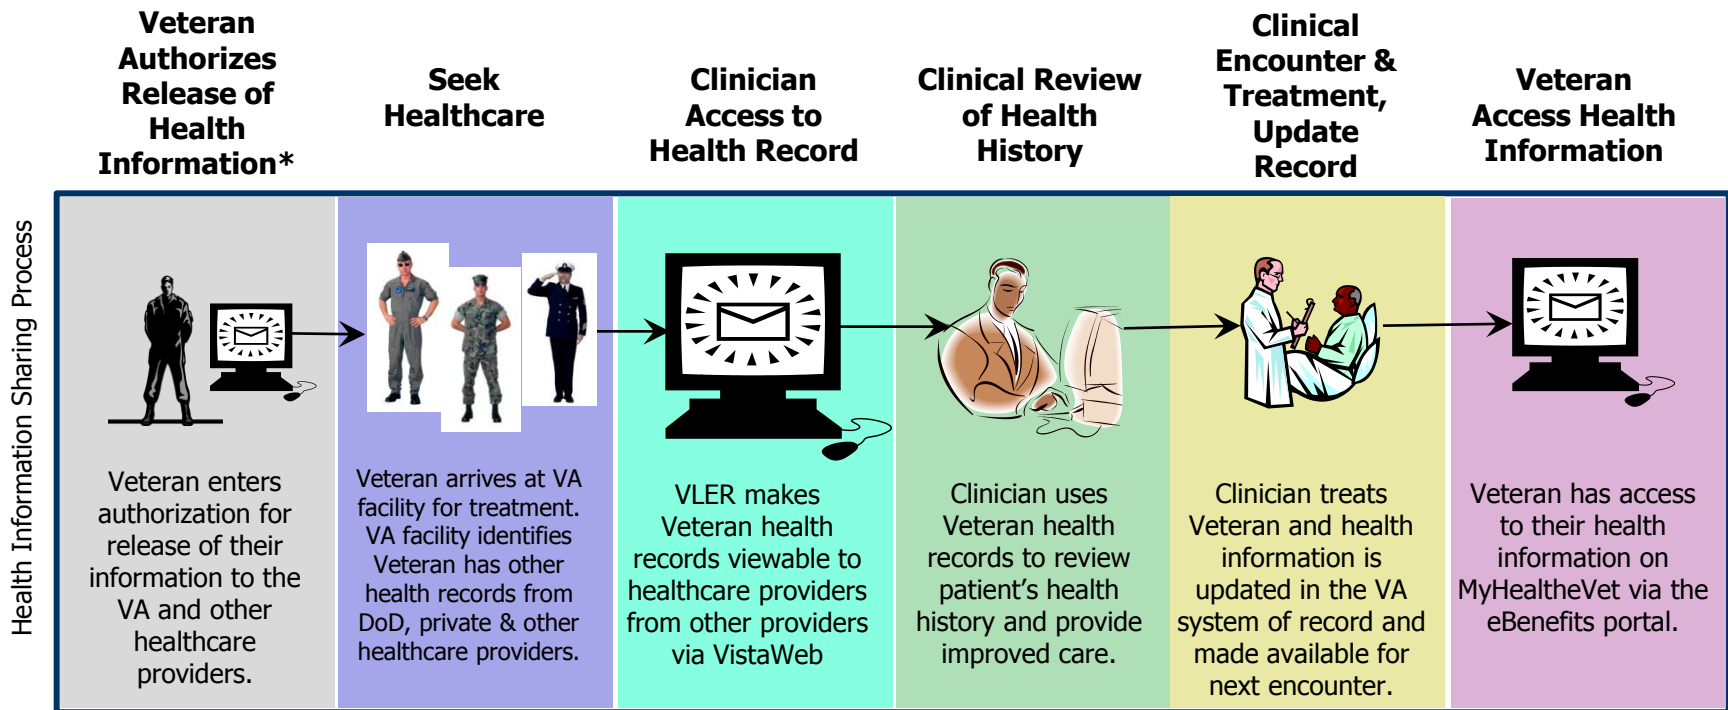 Veteran
Authorizes
Release of
Health
Information*
Seek
Healthcare
Clinician
Access to
Health Record
Clinical Review
of Health
History
Clinical
Encounter &
Treatment,
Update
Record
Veteran
Access Health
Information
Health Information Sharing Process
Veteran enters
authorization for
release of their
information to the
VA and other
healthcare
providers.
Veteran arrives at VA
facility for treatment.
VA facility identifies
Veteran has other
health records from
DoD, private & other
healthcare providers.
VLER makes
Veteran health
records viewable to
healthcare providers
from other providers
via VistaWeb
Clinician uses
Veteran health
records to review
patient’s health
history and provide
improved care.
Clinician treats
Veteran and health
information is
updated in the VA
system of record and
made available for
next encounter.
Veteran has access
to their health
information on
MyHealtheVet via the
eBenefits portal.